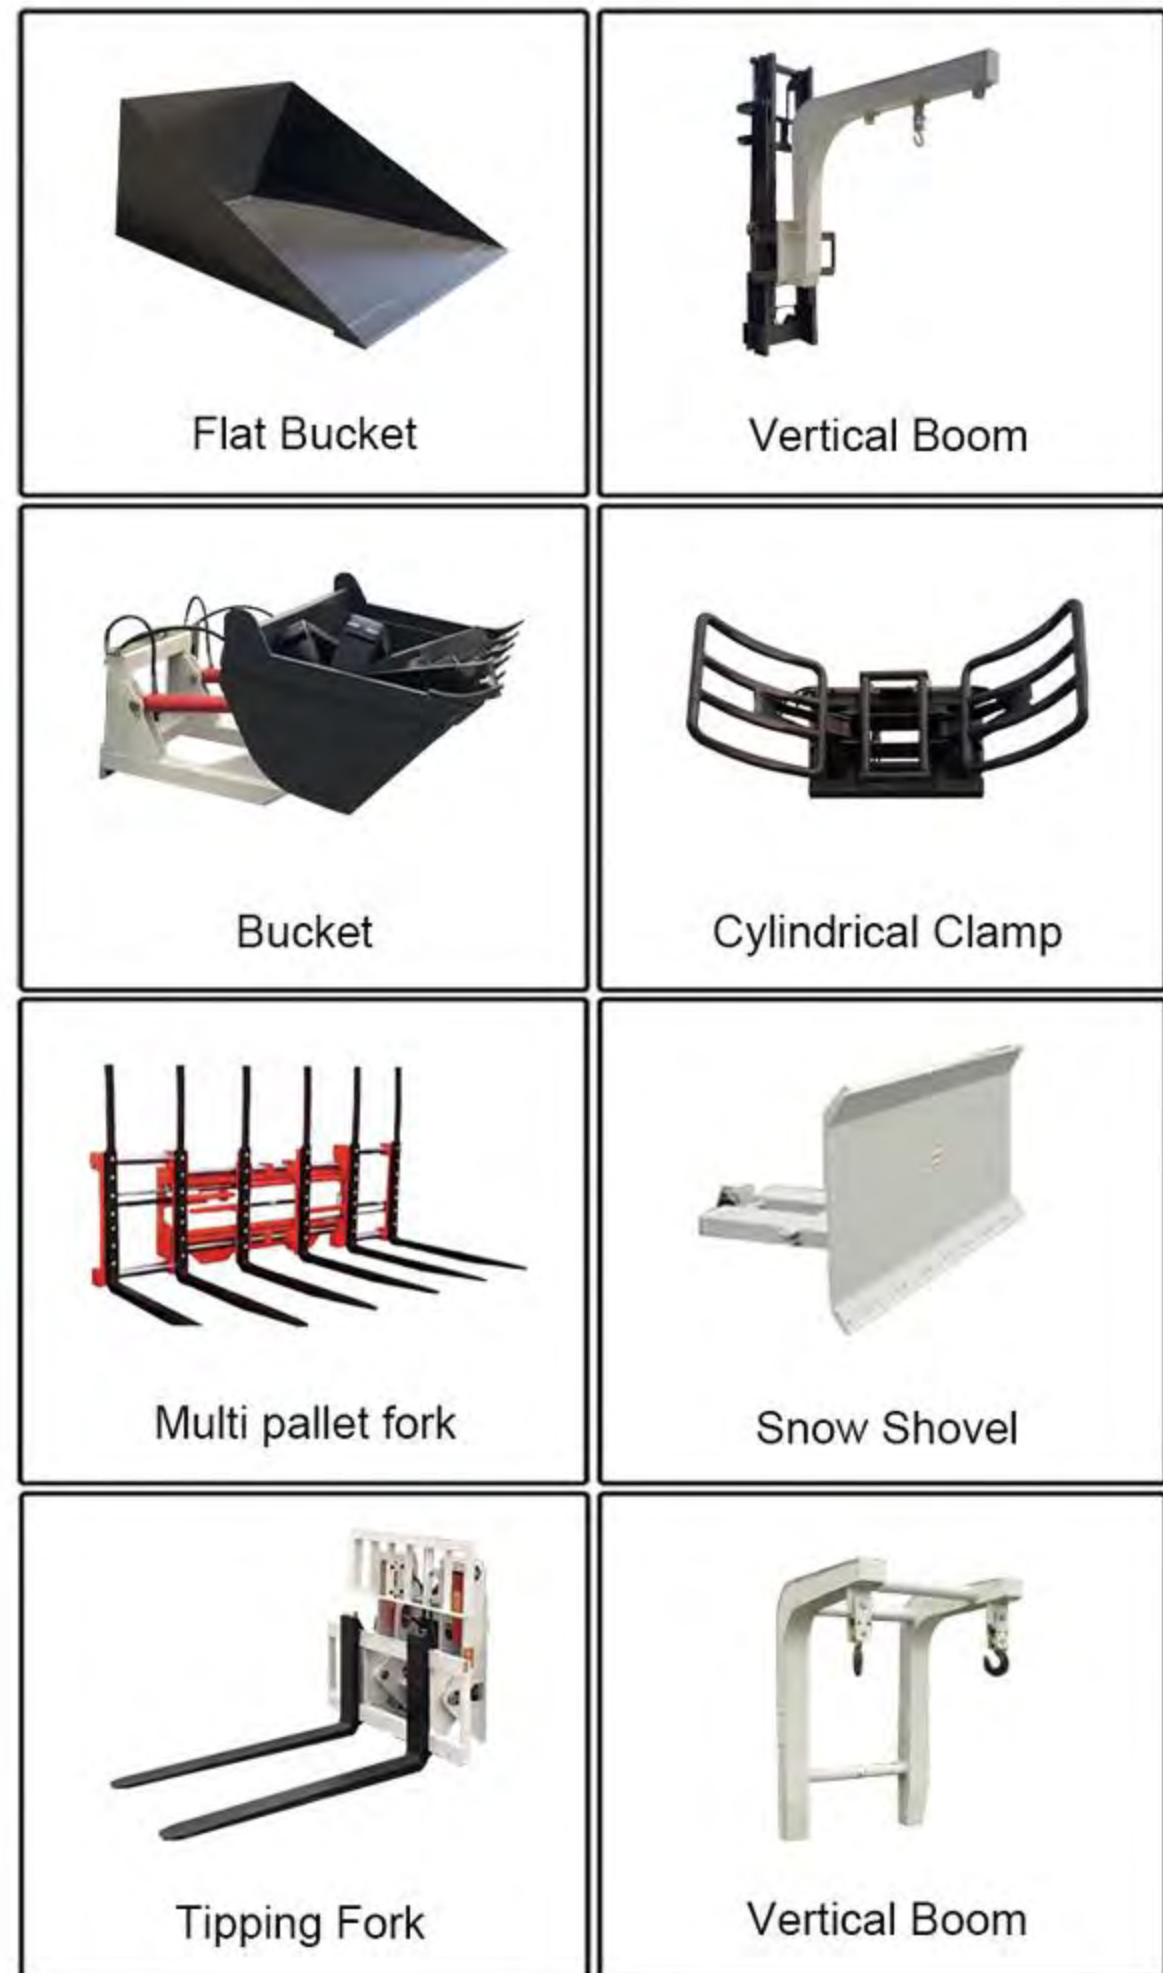 Flat Bucket
Vertical Boom
Bucket
Cylindrical Clamp
Multi pallet fork
Snow Shovel
Tipping Fork
Vertical Boom